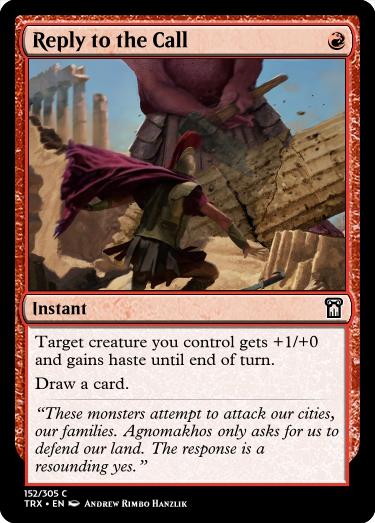 Reply to the Call
Instant
Target creature you control gets +1/+0
and gains haste until end of turn.
Draw a card.
“These monsters attempt to attack our cities,
our families. Agnomakhos only asks for us to
defend our land. The response is a
resounding yes.”
152/305 C
TRX • EN Andrew Rimbo Hanzlik